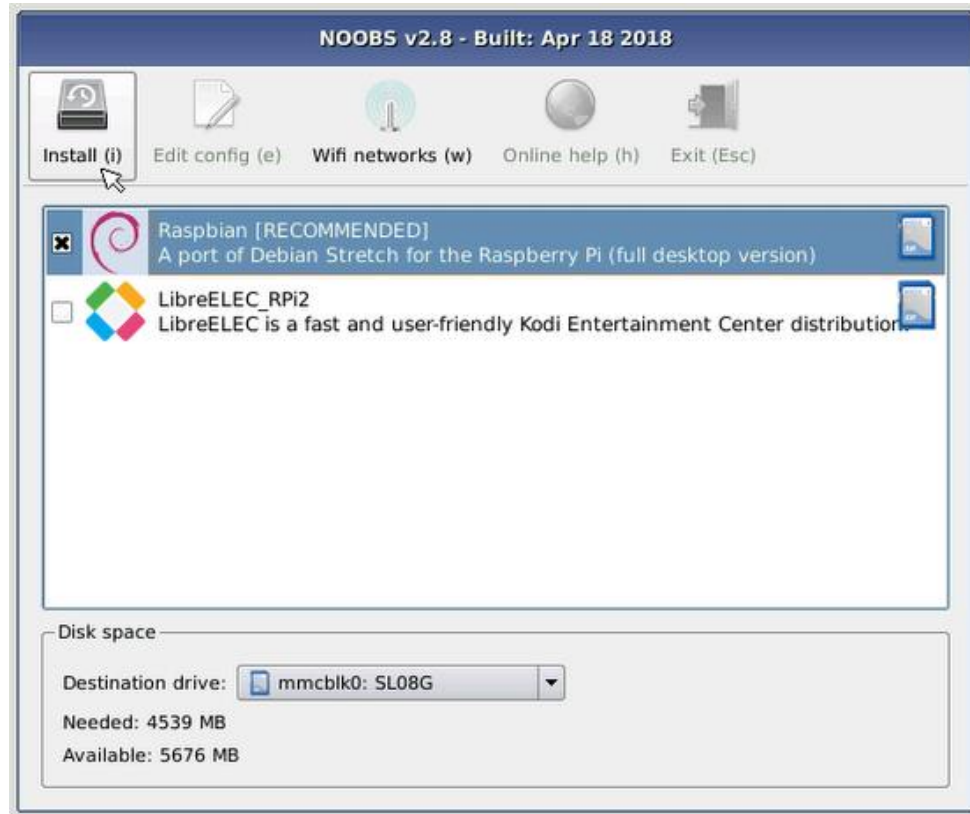 NOOBS v2.8 - Built: Apr 18 2018
Install (i) Edit config (e) Wifi networks (w) Online help (h) Exit (Esc)
Raspbian [RECOMMENDED]
A port of Debian Stretch for the Raspberry Pi (full desktop version)
LibreELEC_RPi2
LibreELEC is a fast and user-friendly Kodi Entertainment Center distribution.
Disk space
Destination drive: mmcblk0: SL08G
Needed: 4539 MB
Available: 5676 MB